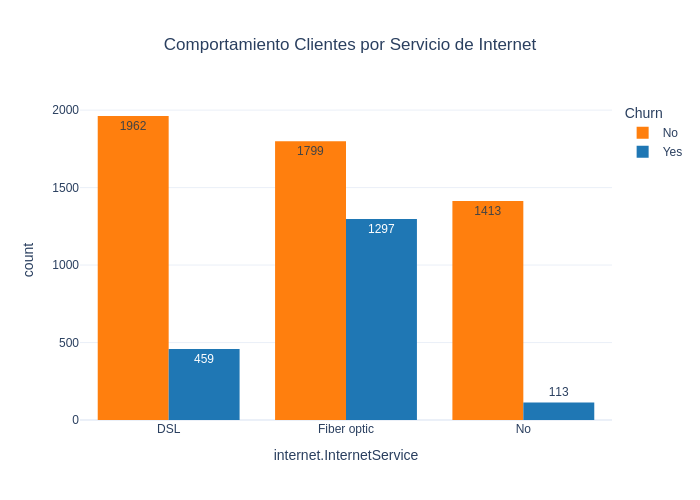 Comportamiento Clientes por Servicio de Internet
Churn
No
Yes
count
2000
1500
1000
500
0
1962
459
1799
1297
1413
113
DSL
Fiber optic
No
internet.InternetService